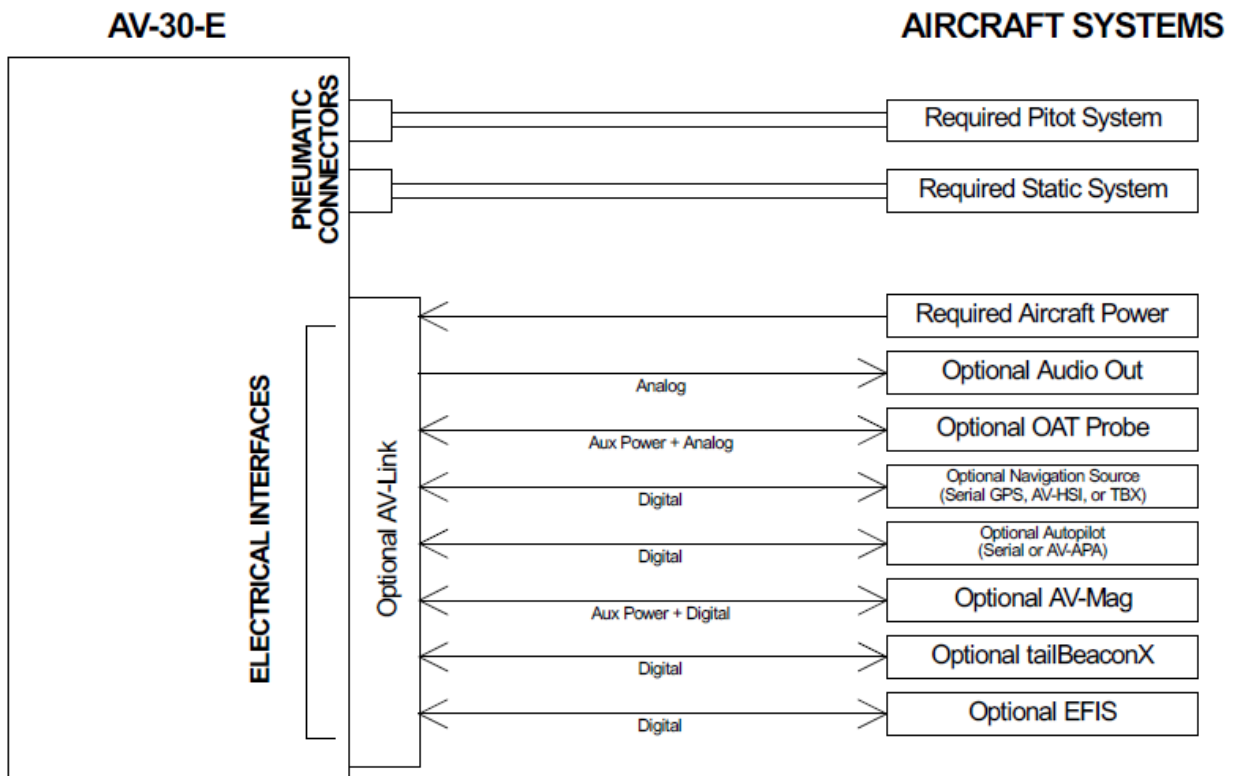 AV-30-E
AIRCRAFT SYSTEMS
PNEUMATIC
CONNECTORS
Required Pitot System
Required Static System
ELECTRICAL INTERFACES
Optional AV-Link
Required Aircraft Power
Analog
Optional Audio Out
Aux Power + Analog
Optional OAT Probe
Digital
Optional Navigation Source
(Serial GPS, AV-HSI, or TBX)
Digital
Optional Autopilot
(Serial or AV-APA)
Aux Power + Digital
Optional AV-Mag
Digital
Optional tailBeaconX
Digital
Optional EFIS